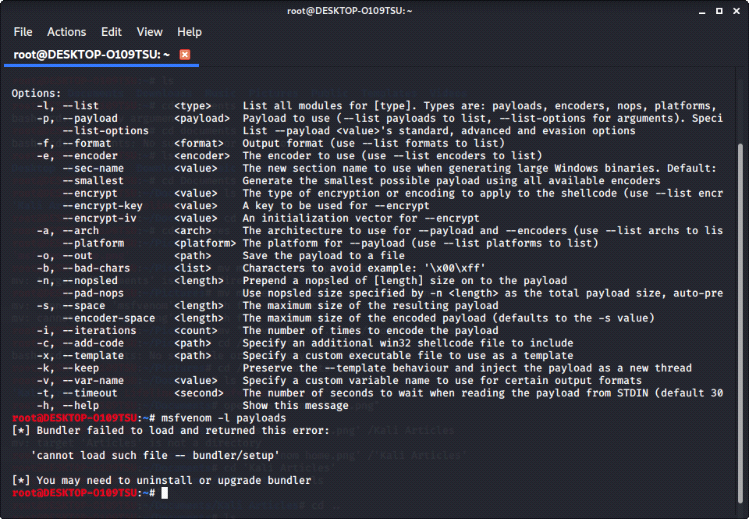 root@DESKTOP-O109TSU: ~
File Actions Edit View Help
root@DESKTOP-O109TSU: ~
Options:
-l, --list <type> List all modules for [type]. Types are: payloads, encoders, nops, platforms,
-p, --payload <payload> Payload to use (--list payloads to list, --list-options for arguments). Speci
--list-options List --payload <value>'s standard, advanced and evasion options
-f, --format <format> Output format (use --list formats to list)
-e, --encoder <encoder> The encoder to use (use --list encoders to list)
--sec-name <value> The new section name to use when generating large Windows binaries. Default:
--smallest Generate the smallest possible payload using all available encoders
--encrypt <value> The type of encryption or encoding to apply to the shellcode (use --list encr
--encrypt-key <value> A key to be used for --encrypt
--encrypt-iv <value> An initialization vector for --encrypt
-a, --arch <arch> The architecture to use for --payload and --encoders (use --list archs to lis
--platform <platform> The platform for --payload (use --list platforms to list)
-o, --out <path> Save the payload to a file
-b, --bad-chars <list> Characters to avoid example: '\x00\xff'
-n, --nopsled <length> Prepend a nopsled of [length] size on to the payload
--pad-nops Use nopsled size specified by -n <length> as the total payload size, auto-pre
-s, --space <length> The maximum size of the resulting payload
--encoder-space <length> The maximum size of the encoded payload (defaults to the -s value)
-i, --iterations <count> The number of times to encode the payload
-c, --add-code <path> Specify an additional win32 shellcode file to include
-x, --template <path> Specify a custom executable file to use as a template
-k, --keep Preserve the --template behaviour and inject the payload as a new thread
-v, --var-name <value> Specify a custom variable name to use for certain output formats
-t, --timeout <second> The number of seconds to wait when reading the payload from STDIN (default 30
-h, --help Show this message
root@DESKTOP-O109TSU:~# msfvenom -l payloads
[*] Bundler failed to load and returned this error:
'cannot load such file -- bundler/setup'
[*] You may need to uninstall or upgrade bundler
root@DESKTOP-O109TSU:~#